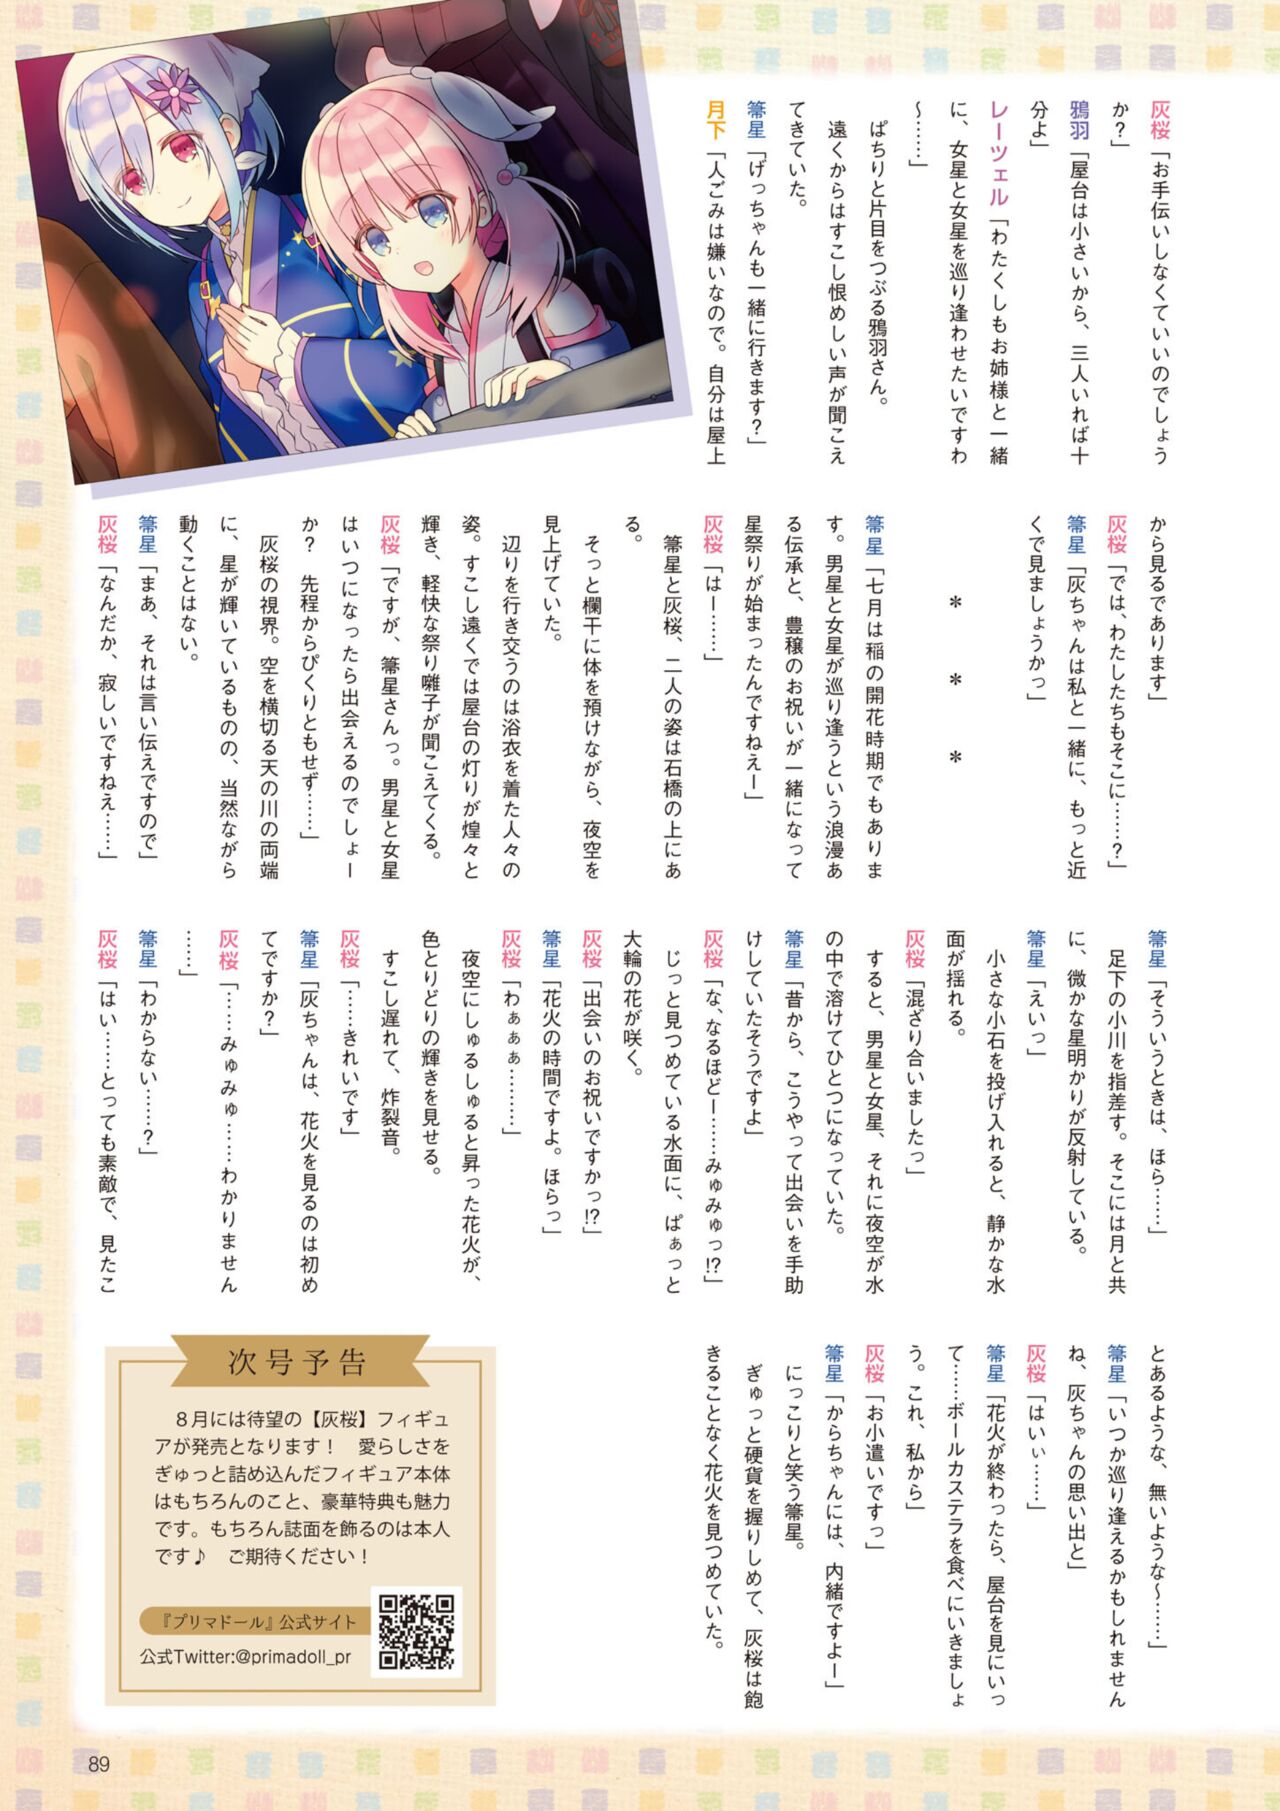 灰桜「お手伝いしなくていいのでしょう
か?」
鴉羽「屋台は小さいから、三人いれば十
分よ」
レーツェル「わたくしもお姉様と一緒
に、女星と女星を巡り逢わせたいですわ
~……」
ぱちりと片目をつぶる鴉羽さん。
遠くからはすこし恨めしい声が聞こえ
てきていた。
箒星「げっちゃんも一緒に行きます?」
月下「人ごみは嫌いなので。自分は屋上
から見るであります」
灰桜「では、わたしたちもそこに……?」
箒星「灰ちゃんは私と一緒に、もっと近
くで見ましょうかっ」
* * *
箒星「七月は稲の開花時期でもありま
す。男星と女星が巡り逢うという浪漫あ
る伝承と、豊穣のお祝いが一緒になって
星祭りが始まったんですねえー」
灰桜「はー……」
箒星と灰桜、二人の姿は石橋の上にあ
る。
そっと欄干に体を預けながら、夜空を
見上げていた。
辺りを行き交うのは浴衣を着た人々の
姿。すこし遠くでは屋台の灯りが煌々と
輝き、軽快な祭り囃子が聞こえてくる。
灰桜「ですが、箒星さんっ。男星と女星
はいつになったら出会えるのでしょー
か? 先程からぴくりともせず……」
灰桜の視界。空を横切る天の川の両端
に、星が輝いているものの、当然ながら
動くことはない。
箒星「まあ、それは言い伝えですので」
灰桜「なんだか、寂しいですねえ……」
箒星「そういうときは、ほら……」
足下の小川を指差す。そこには月と共
に、微かな星明かりが反射している。
箒星「えいっ」
小さな小石を投げ入れると、静かな水
面が揺れる。
灰桜「混ざり合いましたっ」
すると、男星と女星、それに夜空が水
の中で溶けてひとつになっていた。
箒星「昔から、こうやって出会いを手助
けしていたそうですよ」
灰桜「な、なるほどー……みゅみゅっ!?」
じっと見つめている水面に、ぱぁっと
大輪の花が咲く。
灰桜「出会いのお祝いですかっ!?」
箒星「花火の時間ですよ。ほらっ」
灰桜「わぁぁぁ………」
夜空にしゅるしゅると昇った花火が、
色とりどりの輝きを見せる。
すこし遅れて、炸裂音。
灰桜「……きれいです」
箒星「灰ちゃんは、花火を見るのは初め
てですか?」
灰桜「……みゅみゅ……わかりません
……」
箒星「わからない……?」
灰桜「はい……とっても素敵で、見たこ
とあるような、無いような~……」
箒星「いつか巡り逢えるかもしれません
ね、灰ちゃんの思い出と」
灰桜「はいぃ……」
箒星「花火が終わったら、屋台を見にいっ
て……ボールカステラを食べにいきましょ
う。これ、私から」
灰桜「お小遣いですっ」
箒星「からちゃんには、内緒ですよー」
にっこりと笑う箒星。
ぎゅっと硬貨を握りしめて、灰桜は飽
きることなく花火を見つめていた。
次号予告
8月には待望の【灰桜】フィギュ
アが発売となります! 愛らしさを
ぎゅっと詰め込んだフィギュア本体
はもちろんのこと、豪華特典も魅力
です。もちろん誌面を飾るのは本人
です♪ ご期待ください!
『プリマドール』公式サイト
公式Twitter:@primadoll_pr
89